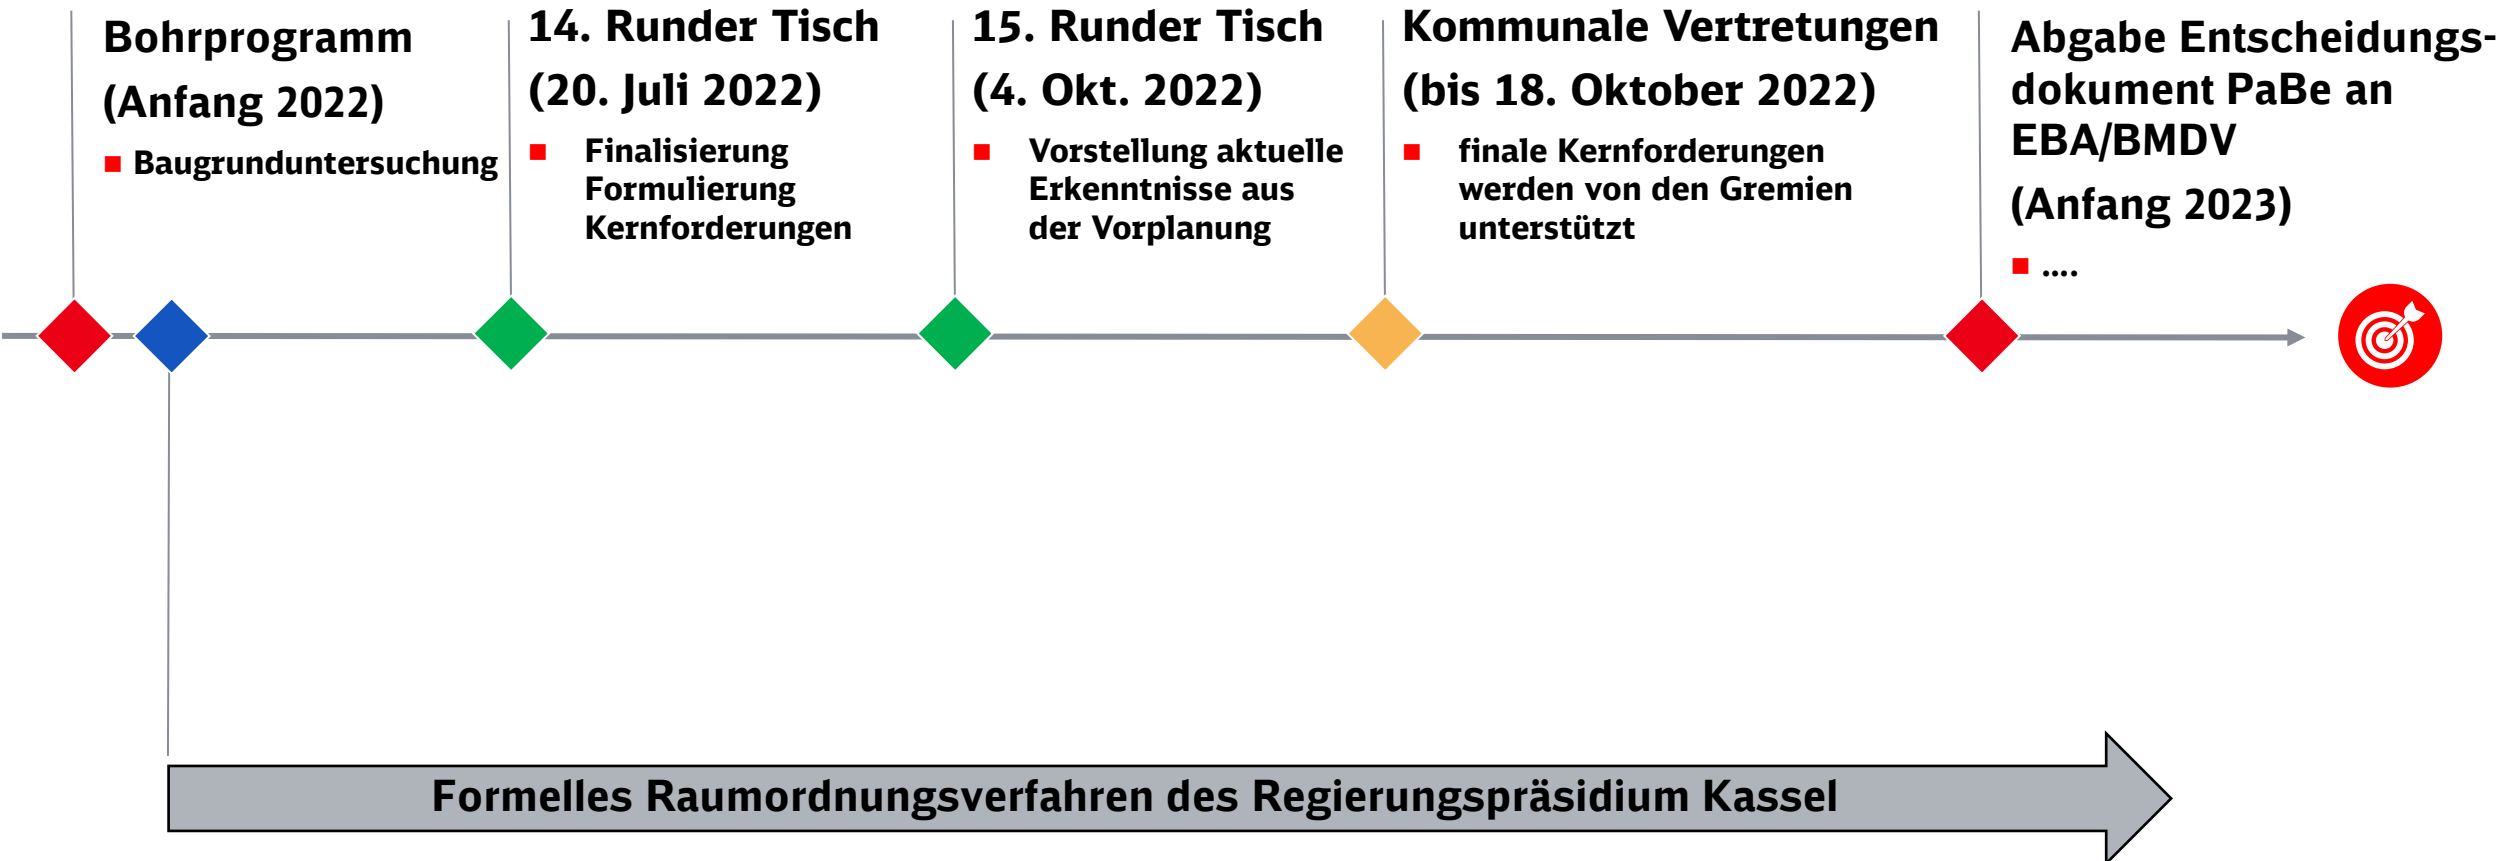 Bohrprogramm
(Anfang 2022)
Baugrunduntersuchung
14. Runder Tisch
(20. Juli 2022)
Finalisierung
Formulierung
Kernforderungen
15. Runder Tisch
(4. Okt. 2022)
Vorstellung aktuelle
Erkenntnisse aus
der Vorplanung
Kommunale Vertretungen
(bis 18. Oktober 2022)
finale Kernforderungen
werden von den Gremien
unterstützt
Abgabe Entscheidungs-
dokument PaBe an
EBA/BMDV
(Anfang 2023)
....
Formelles Raumordnungsverfahren des Regierungspräsidium Kassel